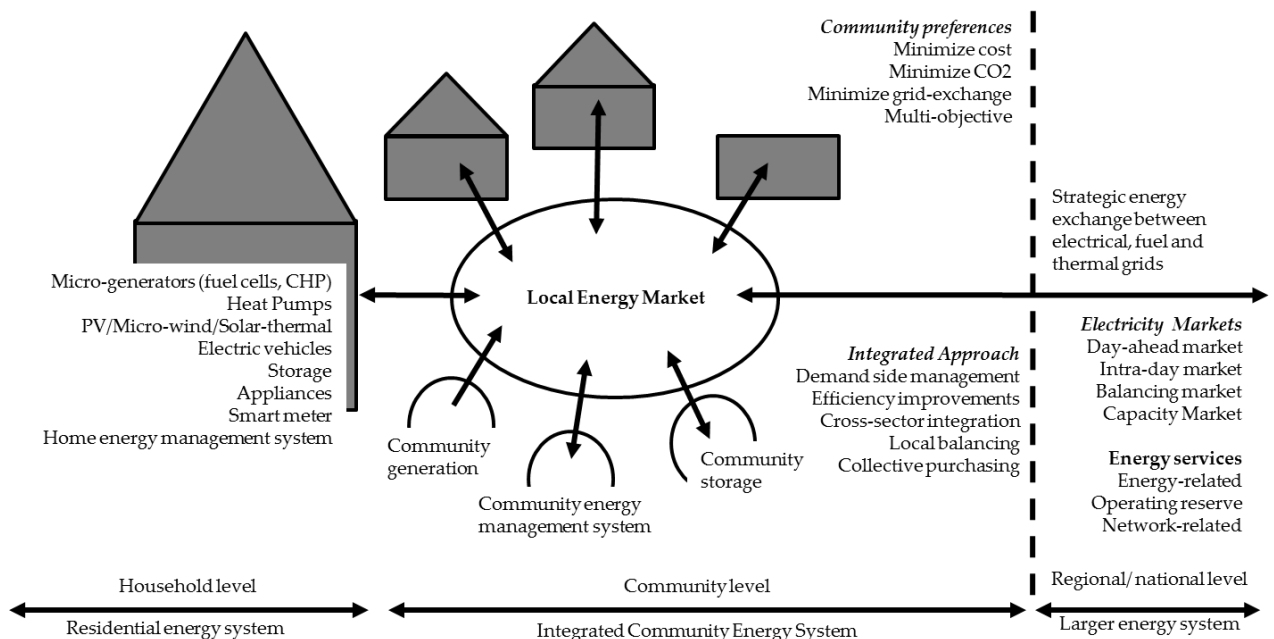 Community preferences
Minimize cost
Minimize CO2
Minimize grid-exchange
Multi-objective
Strategic energy
exchange between
electrical, fuel and
thermal grids
Micro-generators (fuel cells, CHP)
Heat Pumps
PV/Micro-wind/Solar-thermal
Electric vehicles
Storage
Appliances
Smart meter
Home energy management system
Local Energy Market
Community
generation
Community energy
management system
Community
storage
Integrated Approach
Demand side management
Efficiency improvements
Cross-sector integration
Local balancing
Collective purchasing
Electricity Markets
Day-ahead market
Intra-day market
Balancing market
Capacity Market
Energy services
Energy-related
Operating reserve
Network-related
Household level
Residential energy system
Community level
Integrated Community Energy System
Regional/national level
Larger energy system